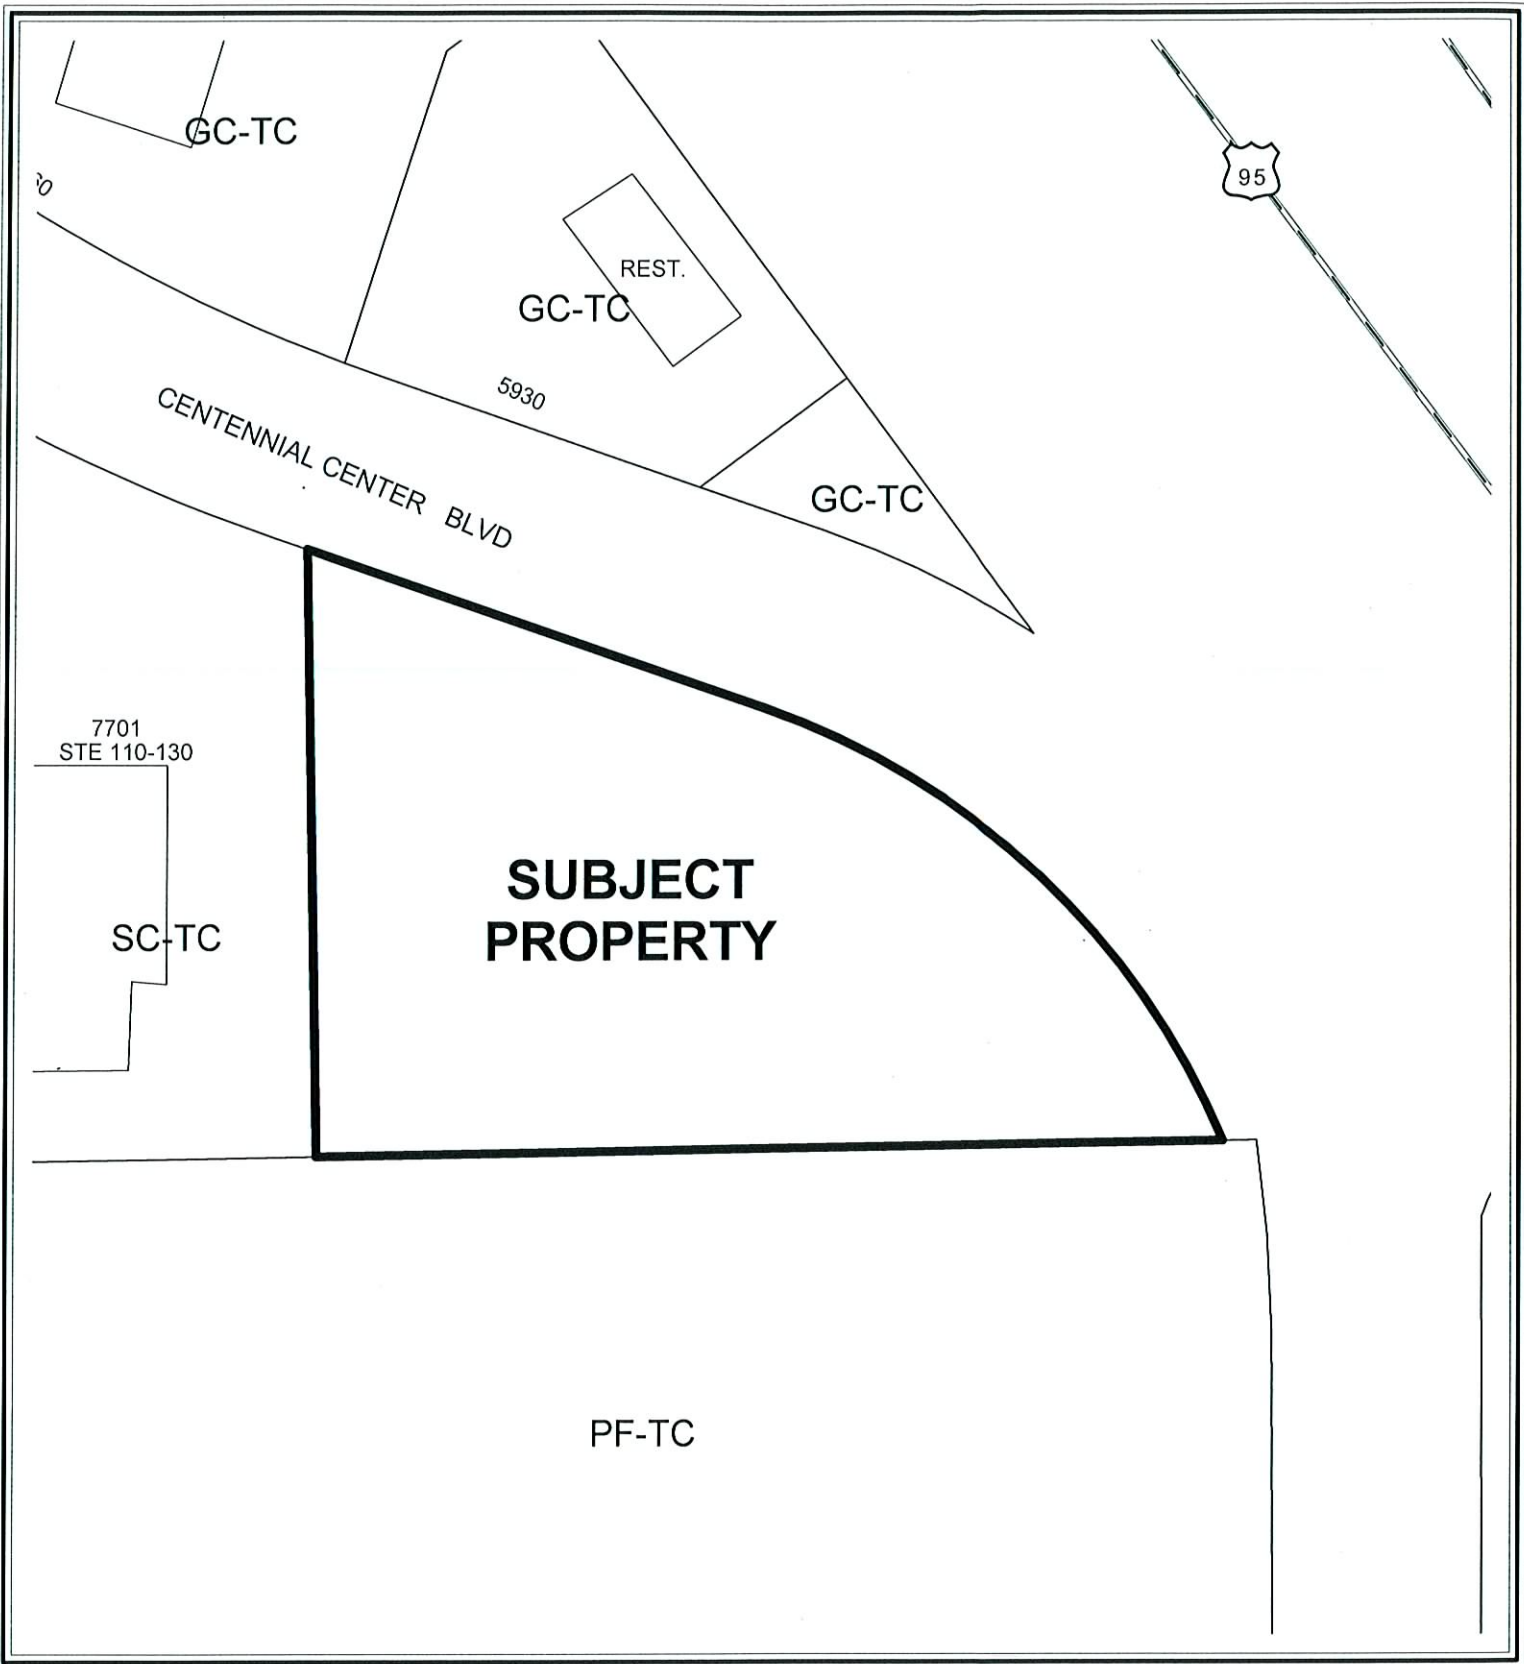 GC-TC
95
REST.
GC-TC
5930
CENTENNIAL CENTER BLVD
GC-TC
7701
STE 110-130
SUBJECT
PROPERTY
SC-TC
PF-TC